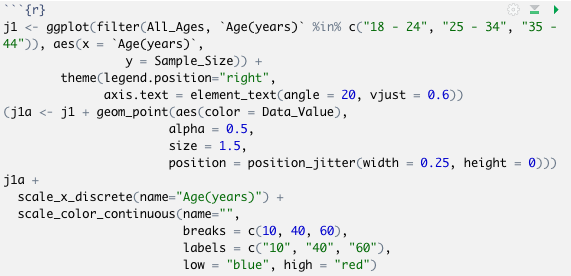 ```{r}
j1 <- ggplot(filter(All_Ages, `Age(years)` %in% c("18 - 24", "25 - 34", "35 -
44")), aes(x = `Age(years)`,
                y = Sample_Size)) +
       theme(legend.position="right",
             axis.text = element_text(angle = 20, vjust = 0.6))
(j1a <- j1 + geom_point(aes(color = Data_Value),
                      alpha = 0.5,
                      size = 1.5,
                      position = position_jitter(width = 0.25, height = 0)))
j1a +
  scale_x_discrete(name="Age(years)") +
  scale_color_continuous(name="",
                        breaks = c(10, 40, 60),
                        labels = c("10", "40", "60"),
                        low = "blue", high = "red")